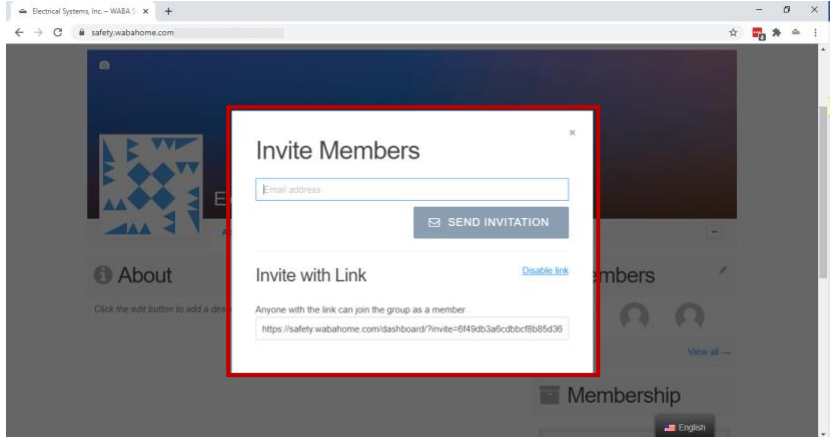 Electrical Systems, Inc. – WABA S
safety.wabahome.com
Invite Members
Email address
SEND INVITATION
Invite with Link
Disable link
Anyone with the link can join the group as a member
https://safety.wabahome.com/dashboard/?invite=6f49db3a6cdbbcf8b85d36
About
Click the edit button to add a des
mbers
View all →
Membership
English